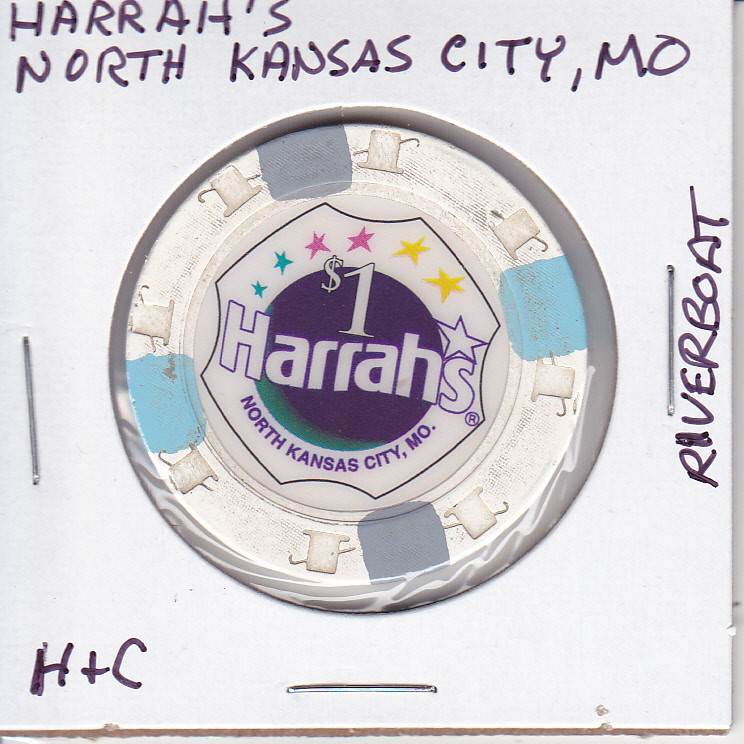 HARRAH'S
NORTH KANSAS CITY, MO
$1
Harrah's®
NORTH KANSAS CITY, MO.
RIVERBOAT
H+C